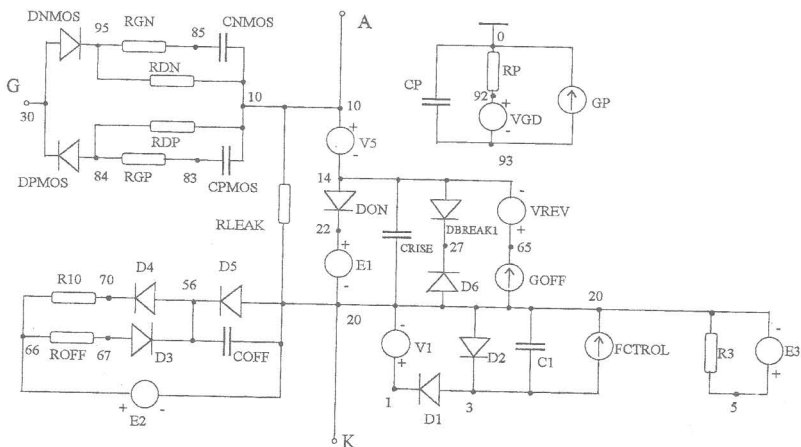 DNMOS 95 RGN 85 CNMOS
A
0
RDN
CP
RP
G
10
10
92
+
GP
30
VGD
-
RDP
+
V5
93
-
DPMOS 84 RGP 83 CPMOS
14
-
DON
VREV
RLEAK
22
DBREAK1
+
CRISE
27
65
+
E1
D4
D5
-
D6
GOFF
R10 70
56
20
20
-
-
66 ROFF 67 D3 COFF
V1
D2
C1
FCTROL
R3
E3
+
+
+ E2 -
1 D1 3
5
K